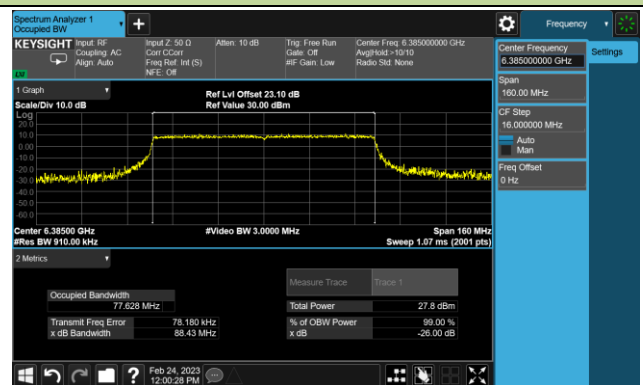 Spectrum Analyzer 1
Occupied BW
+
Frequency
KEYSIGHT
Input: RF
Coupling: AC
Align: Auto
Input Z: 50 Ω
Corr CCorr
Freq Ref: Int (S)
NFE: Off
Atten: 10 dB
Trig: Free Run
Gate: Off
#IF Gain: Low
Center Freq: 6.385000000 GHz
Avg|Hold:>10/10
Radio Std: None
LXI
1 Graph
Scale/Div 10.0 dB
Ref Lvl Offset 23.10 dB
Ref Value 30.00 dBm
Log
20.0
10.0
0.00
-10.0
-20.0
-30.0
-40.0
-50.0
-60.0
Center 6.38500 GHz
#Res BW 910.00 kHz
#Video BW 3.0000 MHz
Span 160 MHz
Sweep 1.07 ms (2001 pts)
2 Metrics
Measure Trace
Trace 1
Occupied Bandwidth
77.628 MHz
Total Power
27.8 dBm
Transmit Freq Error
78.180 kHz
% of OBW Power
99.00 %
x dB Bandwidth
88.43 MHz
x dB
-26.00 dB
Center Frequency
6.385000000 GHz
Settings
Span
160.00 MHz
CF Step
16.000000 MHz
Auto
Man
Freq Offset
0 Hz
?
Feb 24, 2023
12:00:28 PM